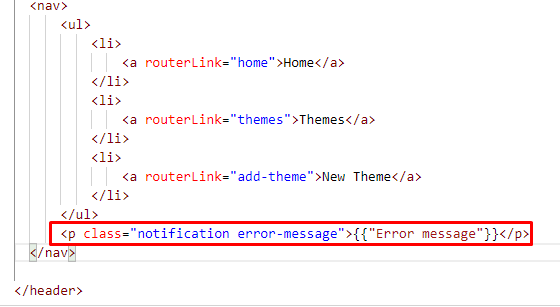 <nav>
<ul>
<li>
<a routerLink="home">Home</a>
</li>
<li>
<a routerLink="themes">Themes</a>
</li>
<li>
<a routerLink="add-theme">New Theme</a>
</li>
</ul>
<p class="notification error-message">{{"Error message"}}</p>
</nav>
</header>